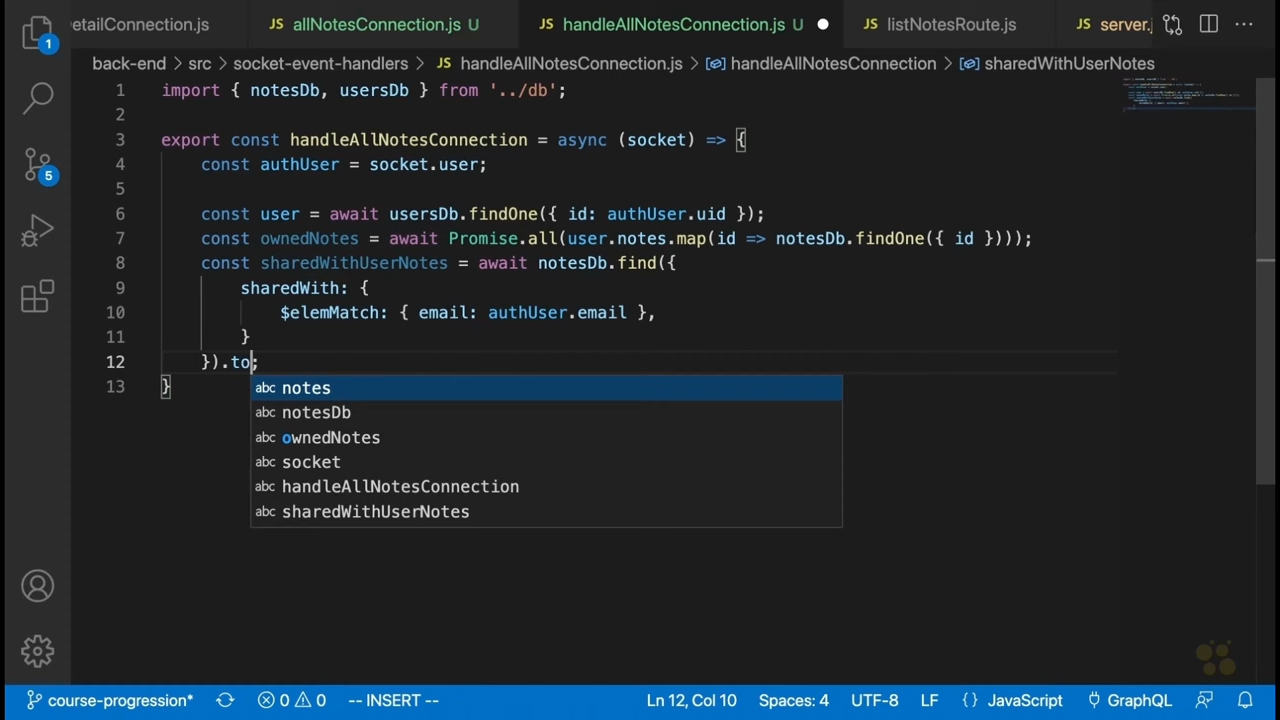 etailConnection.js
JS allNotesConnection.js U
JS handleAllNotesConnection.js U
JS listNotesRoute.js
JS server.j
back-end > src > socket-event-handlers > JS handleAllNotesConnection.js > handleAllNotesConnection > sharedWithUserNotes
1 import { notesDb, usersDb } from '../db';
2
3 export const handleAllNotesConnection = async (socket) => {
4 const authUser = socket.user;
5
6 const user = await usersDb.findOne({ id: authUser.uid });
7 const ownedNotes = await Promise.all(user.notes.map(id => notesDb.findOne({ id })));
8 const sharedWithUserNotes = await notesDb.find({
9 sharedWith: {
10 $elemMatch: { email: authUser.email },
11 }
12 }).to;
13 }
abc notes
abc notesDb
abc ownedNotes
abc socket
abc handleAllNotesConnection
abc sharedWithUserNotes
1
5
course-progression* 0 0 -- INSERT -- Ln 12, Col 10 Spaces: 4 UTF-8 LF {} JavaScript GraphQL